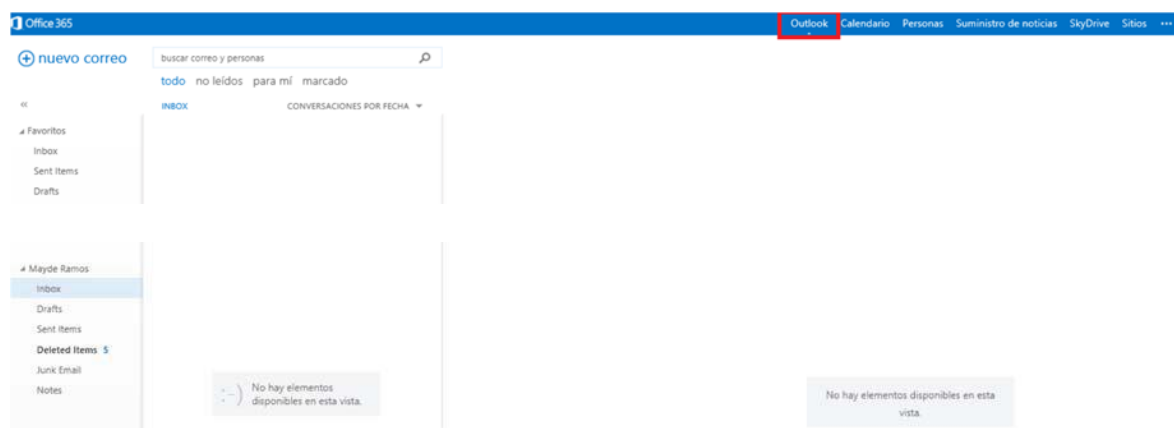 Office 365
Outlook Calendario Personas Suministro de noticias SkyDrive Sitios •••
nuevo correo
buscar correo y personas
todo no leídos para mí marcado
«
INBOX CONVERSACIONES POR FECHA
Favoritos
Inbox
Sent Items
Drafts
Mayde Ramos
Inbox
Drafts
Sent Items
Deleted Items 5
Junk Email
Notes
:-)
No hay elementos
disponibles en esta vista.
No hay elementos disponibles en esta
vista.